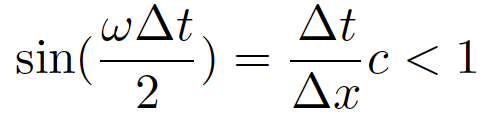 sin(ωΔt/2) = Δt/Δx c < 1